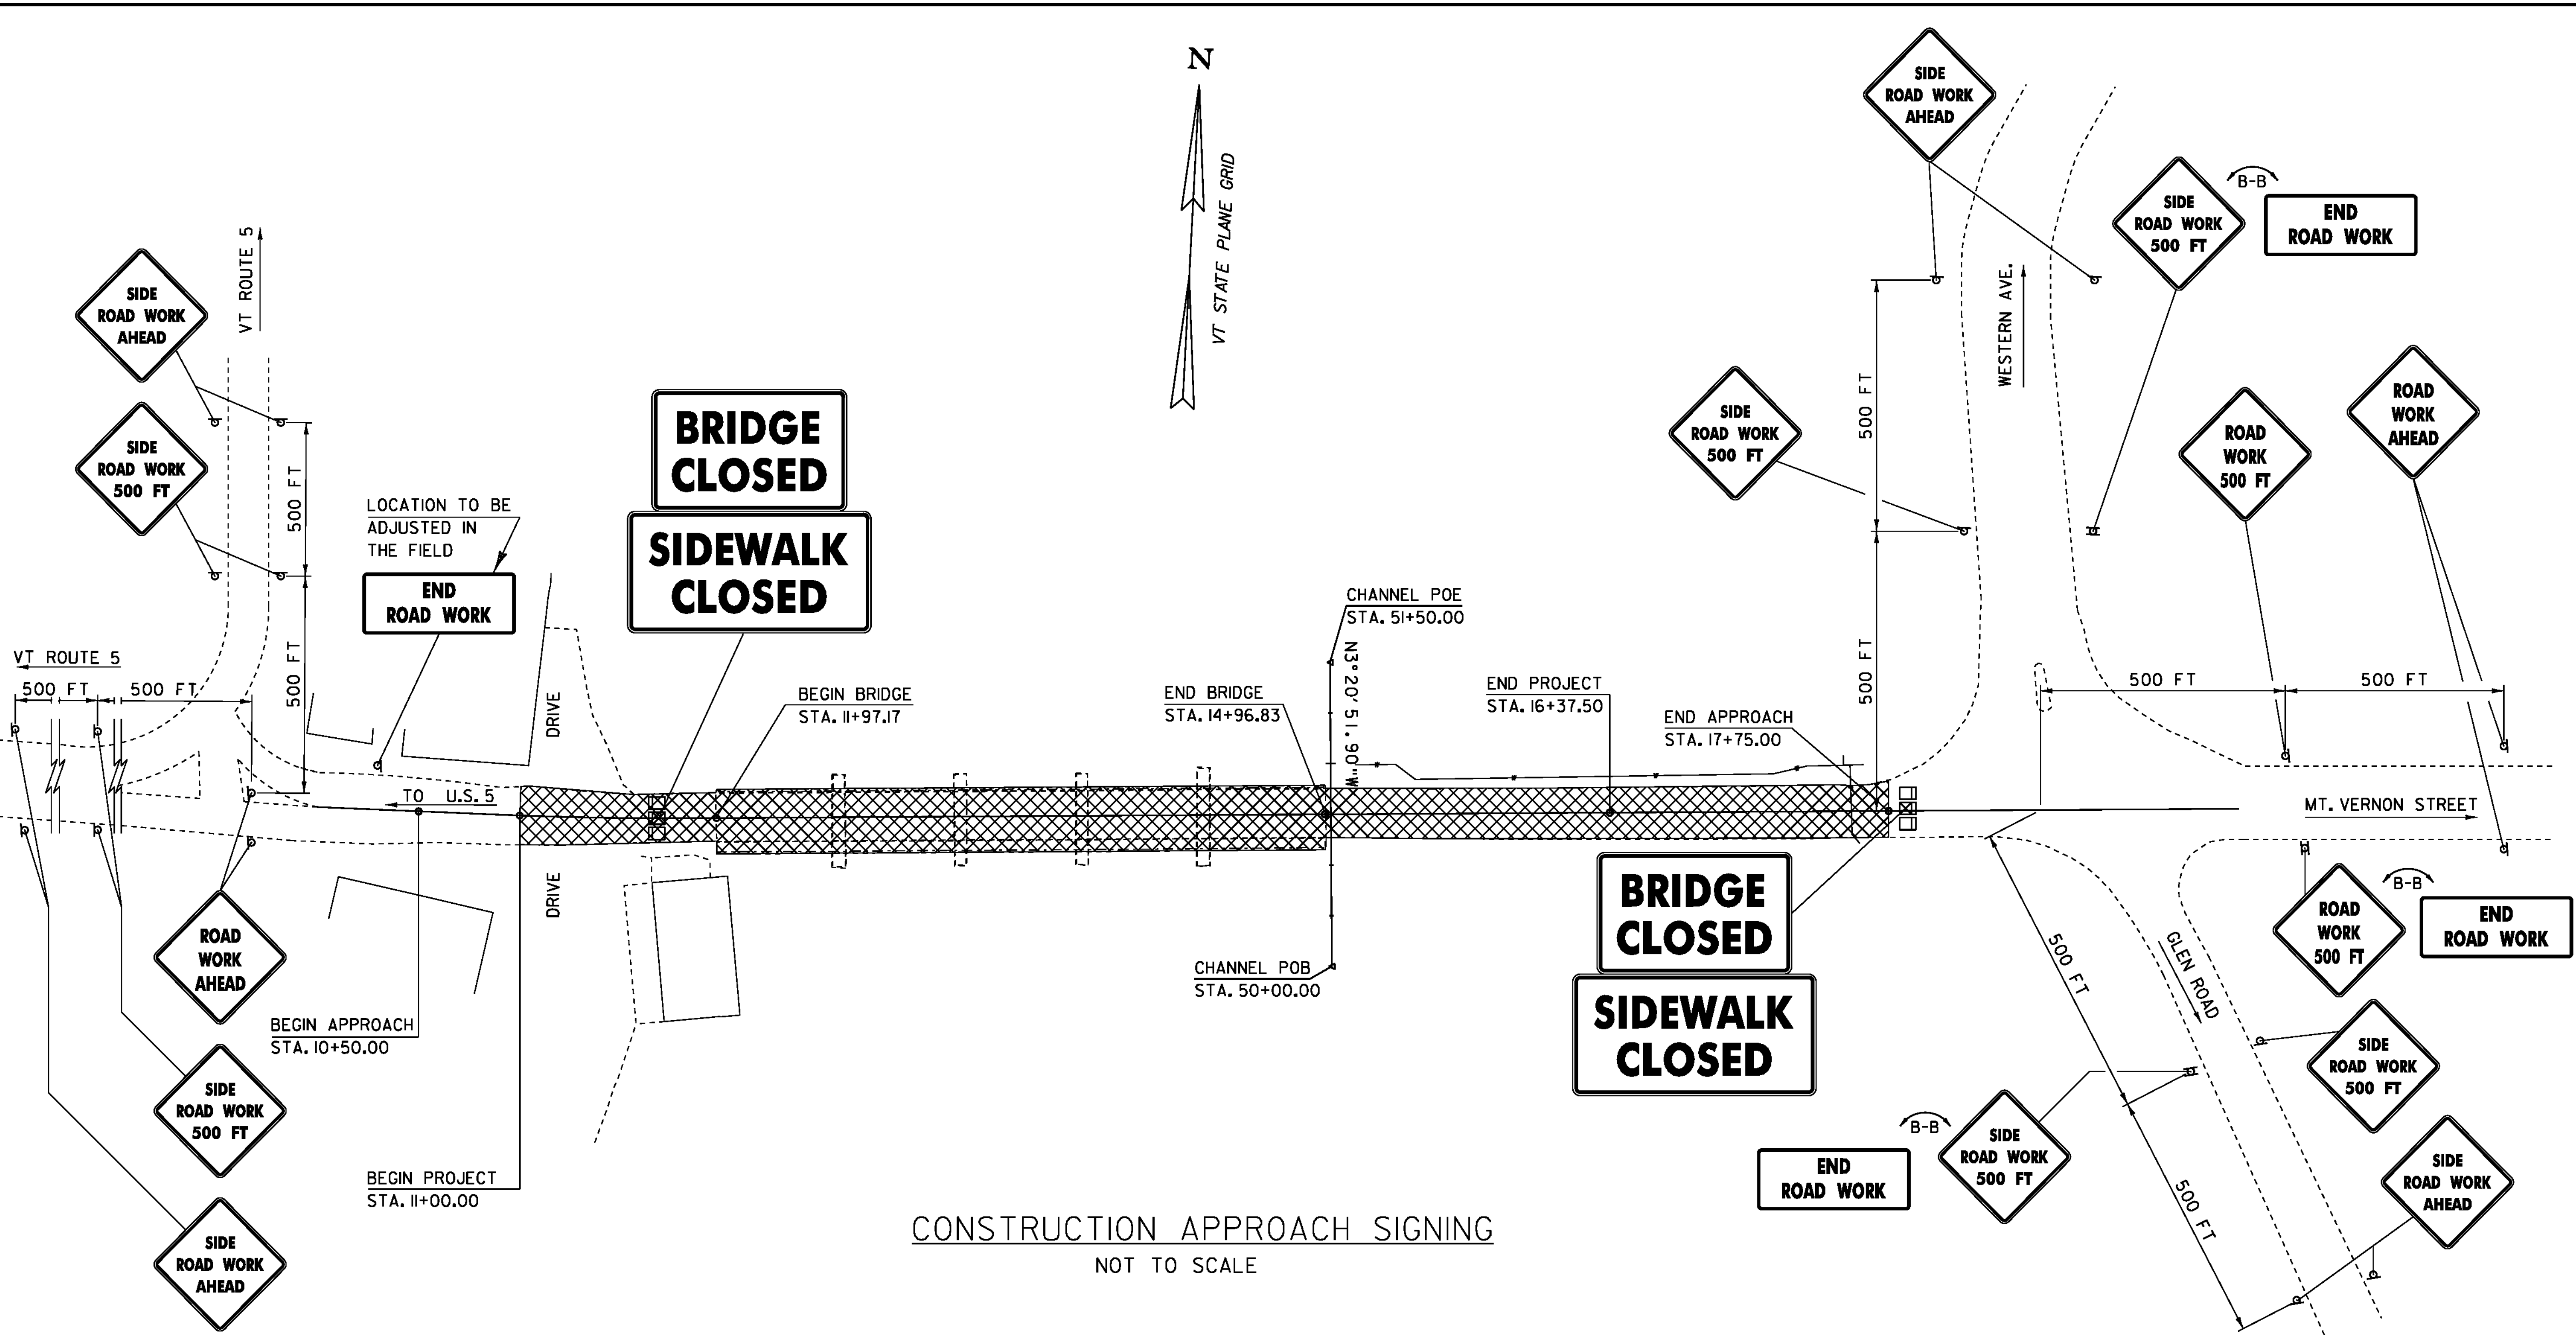 N
VT STATE PLANE GRID
VT ROUTE 5
SIDE
ROAD WORK
AHEAD
SIDE
ROAD WORK
500 FT
500 FT
500 FT
VT ROUTE 5
500 FT
500 FT
LOCATION TO BE
ADJUSTED IN
THE FIELD
END
ROAD WORK
BRIDGE
CLOSED
SIDEWALK
CLOSED
DRIVE
DRIVE
TO U.S. 5
BEGIN BRIDGE
STA. 11+97.17
END BRIDGE
STA. 14+96.83
CHANNEL POE
STA. 51+50.00
N3°20'51.90"W
CHANNEL POB
STA. 50+00.00
END PROJECT
STA. 16+37.50
END APPROACH
STA. 17+75.00
ROAD
WORK
AHEAD
BEGIN APPROACH
STA. 10+50.00
SIDE
ROAD WORK
500 FT
BEGIN PROJECT
STA. 11+00.00
SIDE
ROAD WORK
AHEAD
SIDE
ROAD WORK
AHEAD
SIDE
ROAD WORK
500 FT
B-B
END
ROAD WORK
WESTERN AVE.
SIDE
ROAD WORK
500 FT
500 FT
500 FT
ROAD
WORK
500 FT
ROAD
WORK
AHEAD
500 FT
500 FT
MT. VERNON STREET
BRIDGE
CLOSED
SIDEWALK
CLOSED
ROAD
WORK
500 FT
B-B
END
ROAD WORK
GLEN ROAD
500 FT
500 FT
SIDE
ROAD WORK
500 FT
B-B
END
ROAD WORK
SIDE
ROAD WORK
500 FT
SIDE
ROAD WORK
AHEAD
CONSTRUCTION APPROACH SIGNING
NOT TO SCALE